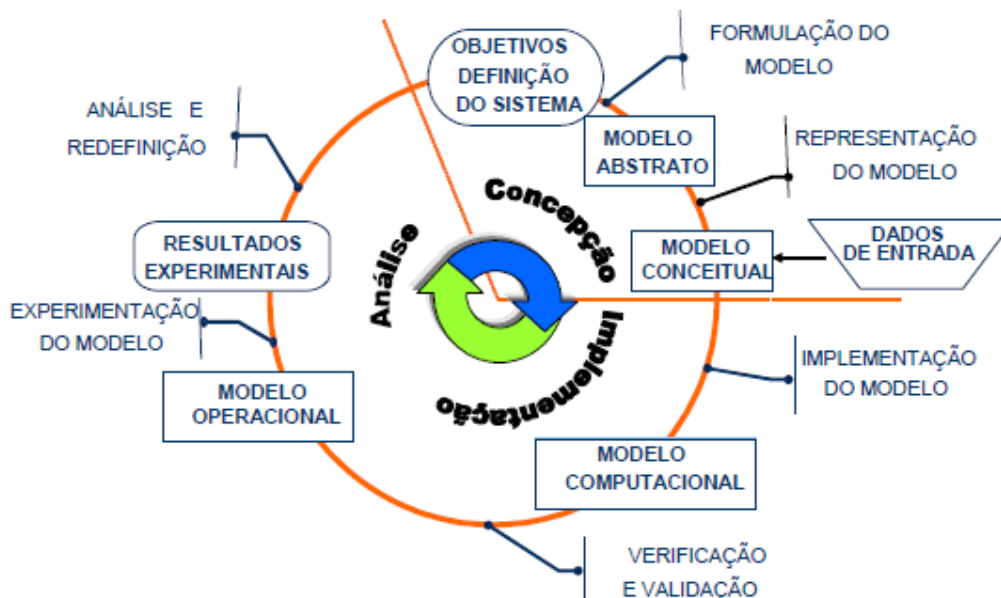 OBJETIVOS
DEFINIÇÃO
DO SISTEMA
FORMULAÇÃO DO
MODELO
MODELO
ABSTRATO
REPRESENTAÇÃO
DO MODELO
MODELO
CONCEITUAL
DADOS
DE ENTRADA
IMPLEMENTAÇÃO
DO MODELO
MODELO
COMPUTACIONAL
VERIFICAÇÃO
E VALIDAÇÃO
MODELO
OPERACIONAL
EXPERIMENTAÇÃO
DO MODELO
RESULTADOS
EXPERIMENTAIS
ANÁLISE E
REDEFINIÇÃO
Concepção
Implementação
Análise